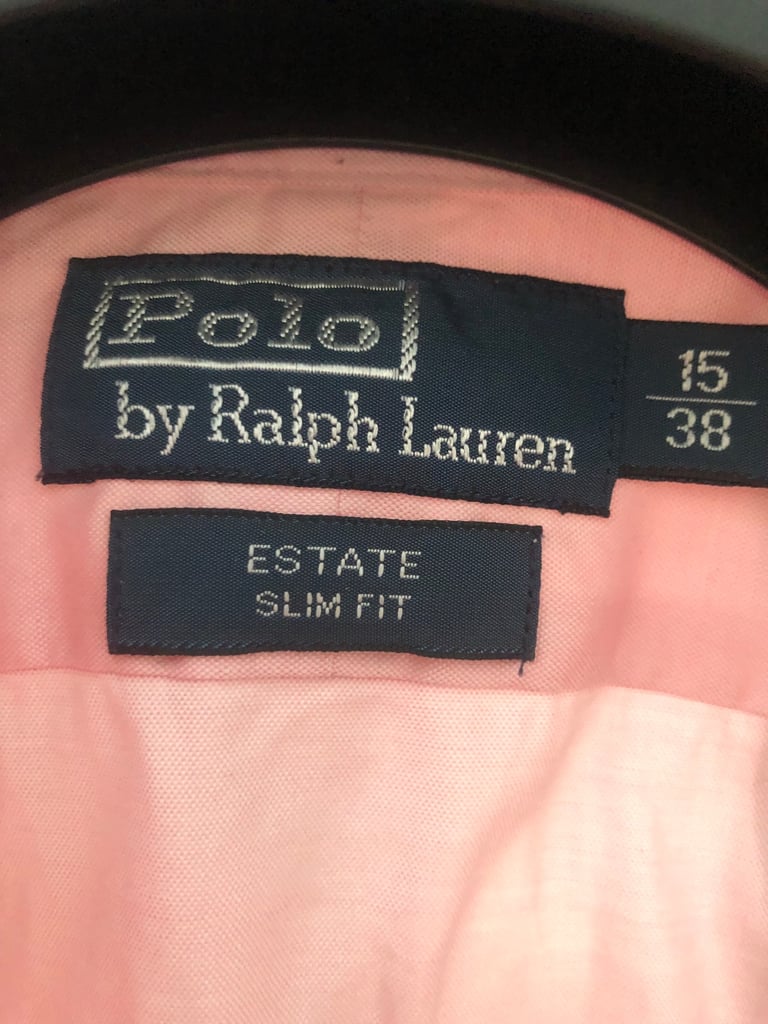 Polo
by Ralph Lauren
15
38
ESTATE
SLIM FIT